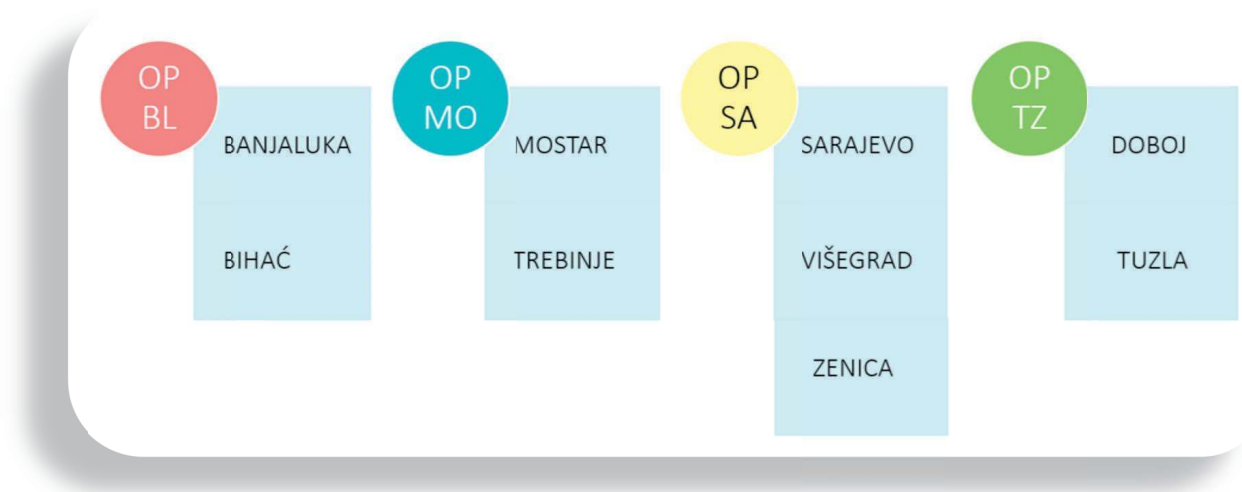 OP
BL
BANJALUKA
BIHAĆ
OP
MO
MOSTAR
TREBINJE
OP
SA
SARAJEVO
VIŠEGRAD
ZENICA
OP
TZ
DOBOJ
TUZLA